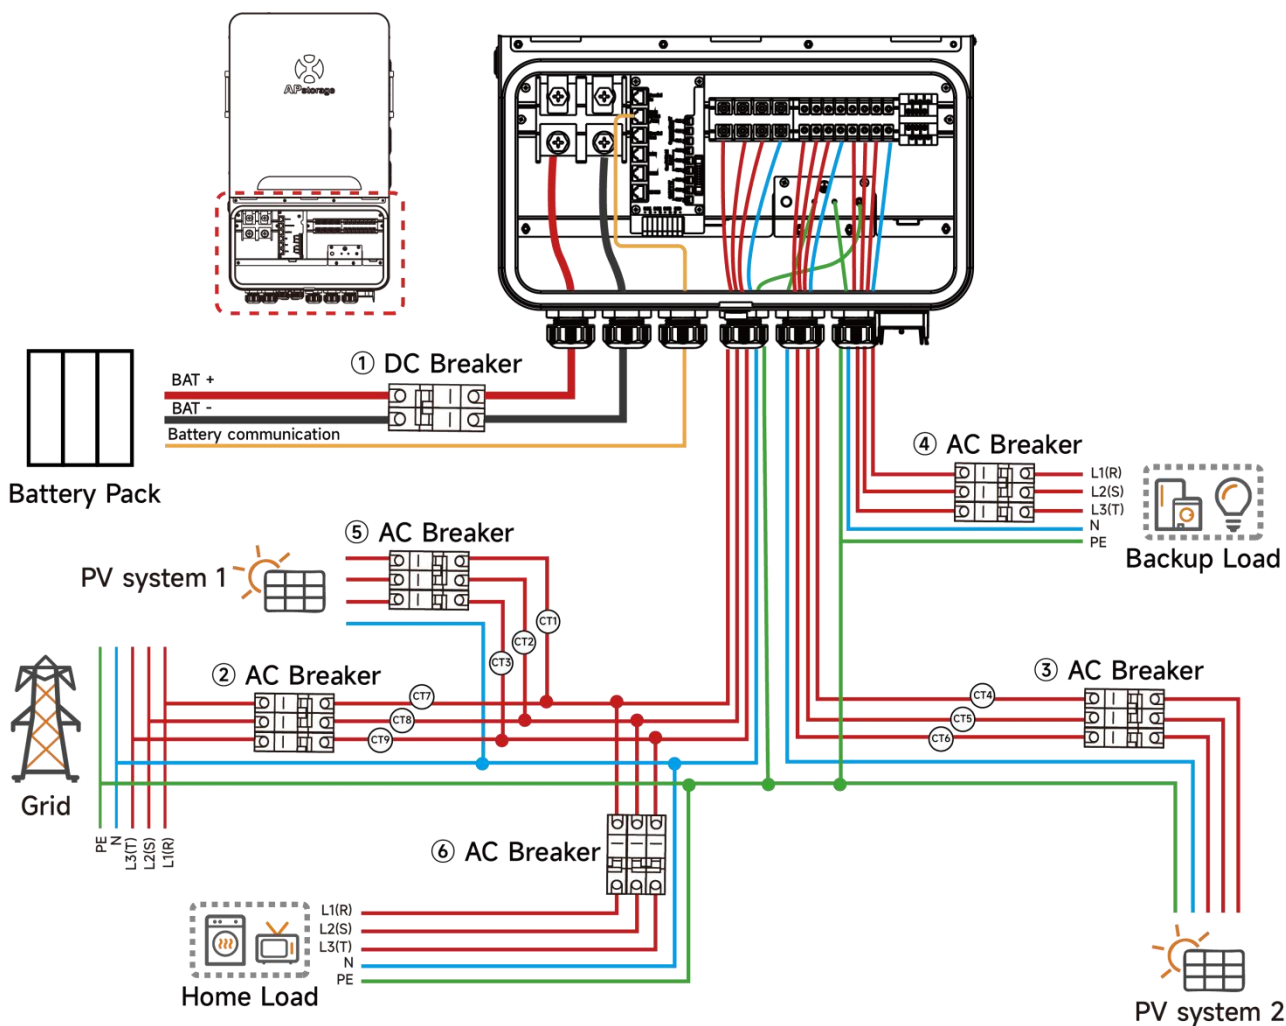 APstorage
① DC Breaker
BAT +
BAT -
Battery communication
Battery Pack
④ AC Breaker
L1(R)
L2(S)
L3(T)
N
PE
Backup Load
⑤ AC Breaker
PV system 1
CT1
CT2
CT3
② AC Breaker
CT7
CT8
CT9
③ AC Breaker
CT4
CT5
CT6
Grid
PE
N
L3(T)
L2(S)
L1(R)
⑥ AC Breaker
L1(R)
L2(S)
L3(T)
N
PE
Home Load
PV system 2